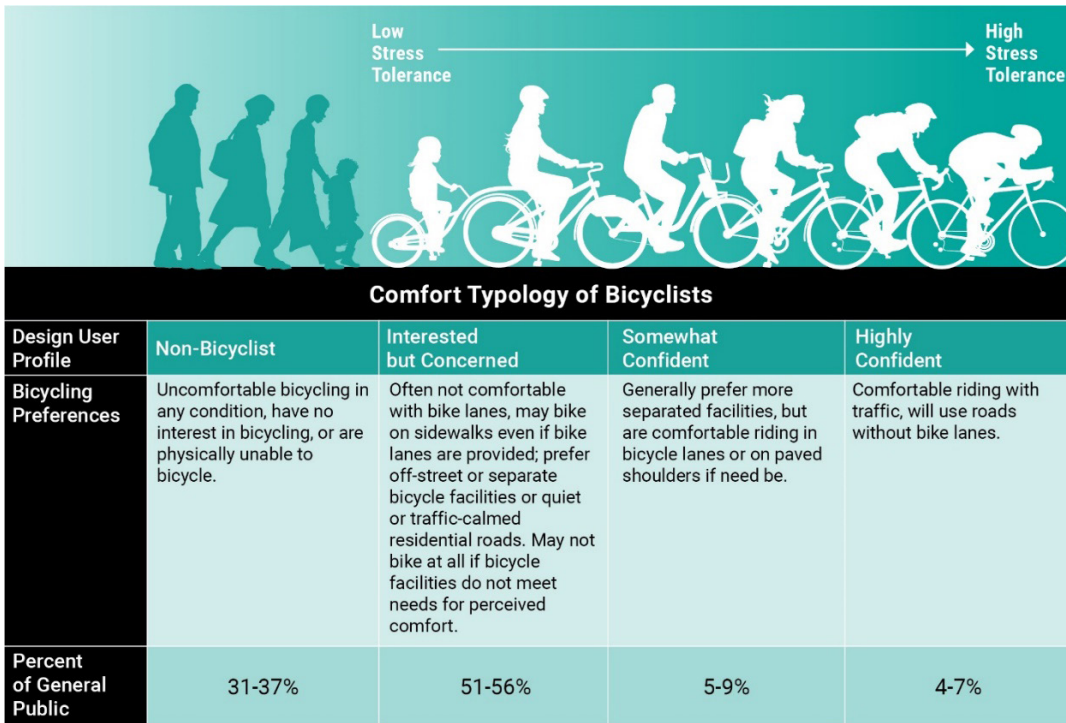 Low
Stress
Tolerance
High
Stress
Tolerance
Comfort Typology of Bicyclists
Design User
Profile
Non-Bicyclist
Interested
but Concerned
Somewhat
Confident
Highly
Confident
Bicycling
Preferences
Uncomfortable bicycling in
any condition, have no
interest in bicycling, or are
physically unable to
bicycle.
Often not comfortable
with bike lanes, may bike
on sidewalks even if bike
lanes are provided; prefer
off-street or separate
bicycle facilities or quiet
or traffic-calmed
residential roads. May not
bike at all if bicycle
facilities do not meet
needs for perceived
comfort.
Generally prefer more
separated facilities, but
are comfortable riding in
bicycle lanes or on paved
shoulders if need be.
Comfortable riding with
traffic, will use roads
without bike lanes.
Percent
of General
Public
31-37%
51-56%
5-9%
4-7%